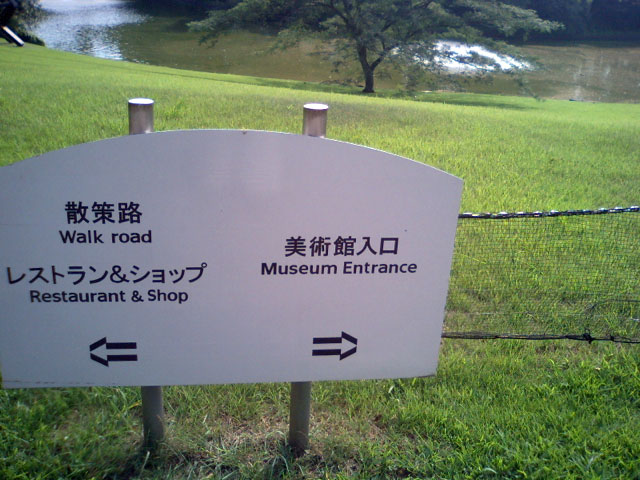 散策路
Walk road
レストラン&ショップ
Restaurant & Shop
美術館入口
Museum Entrance